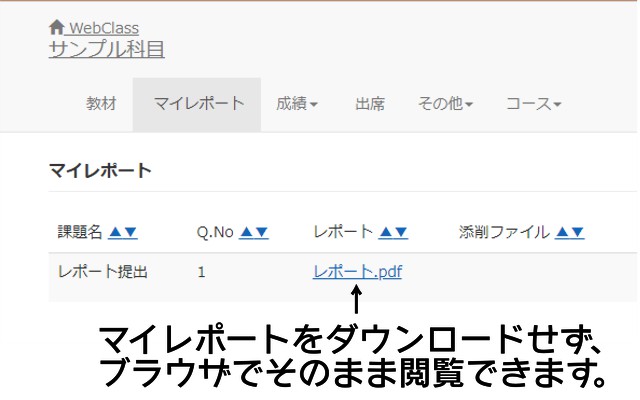 WebClass
サンプル科目
教材 マイレポート 成績▾ 出席 その他▾ コース▾
マイレポート
課題名 ▲▼ Q.No ▲▼ レポート ▲▼ 添削ファイル ▲▼
レポート提出 1 レポート.pdf
マイレポートをダウンロードせず、
ブラウザでそのまま閲覧できます。